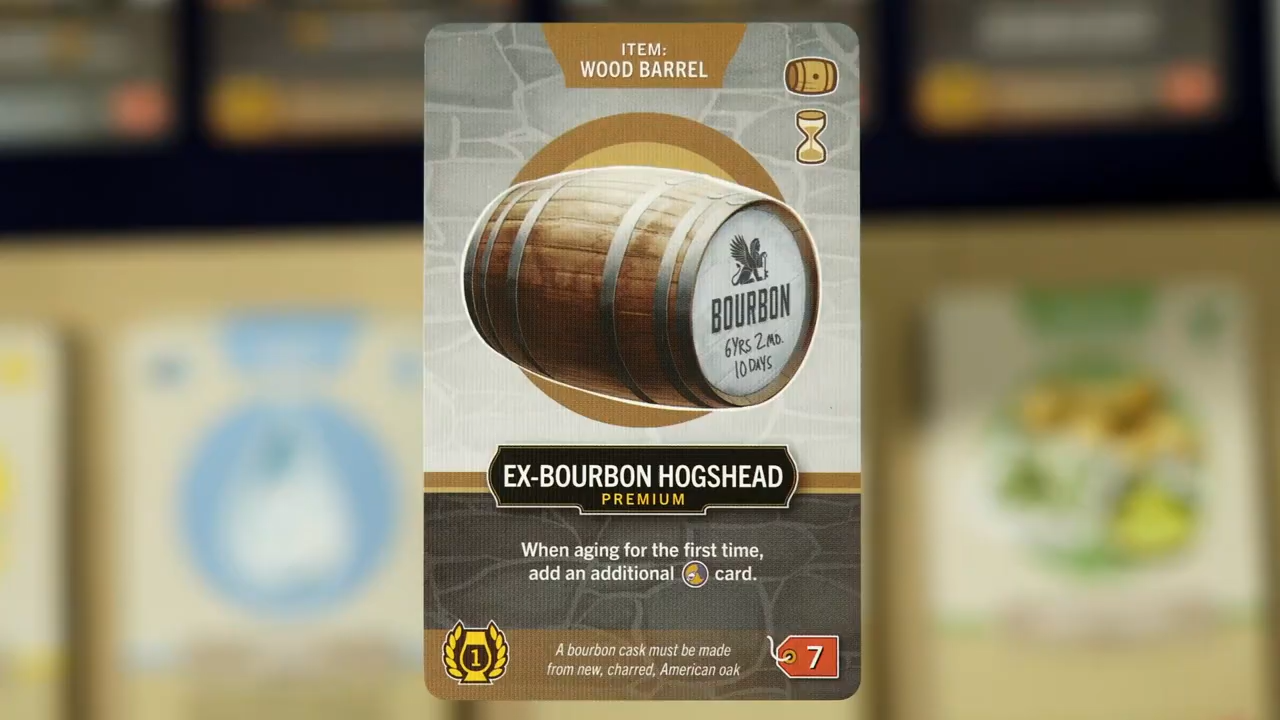 ITEM:
WOOD BARREL
BOURBON
6YRS 2MO.
10 DAYS
EX-BOURBON HOGSHEAD
PREMIUM
When aging for the first time,
add an additional card.
1
A bourbon cask must be made
from new, charred, American oak
7